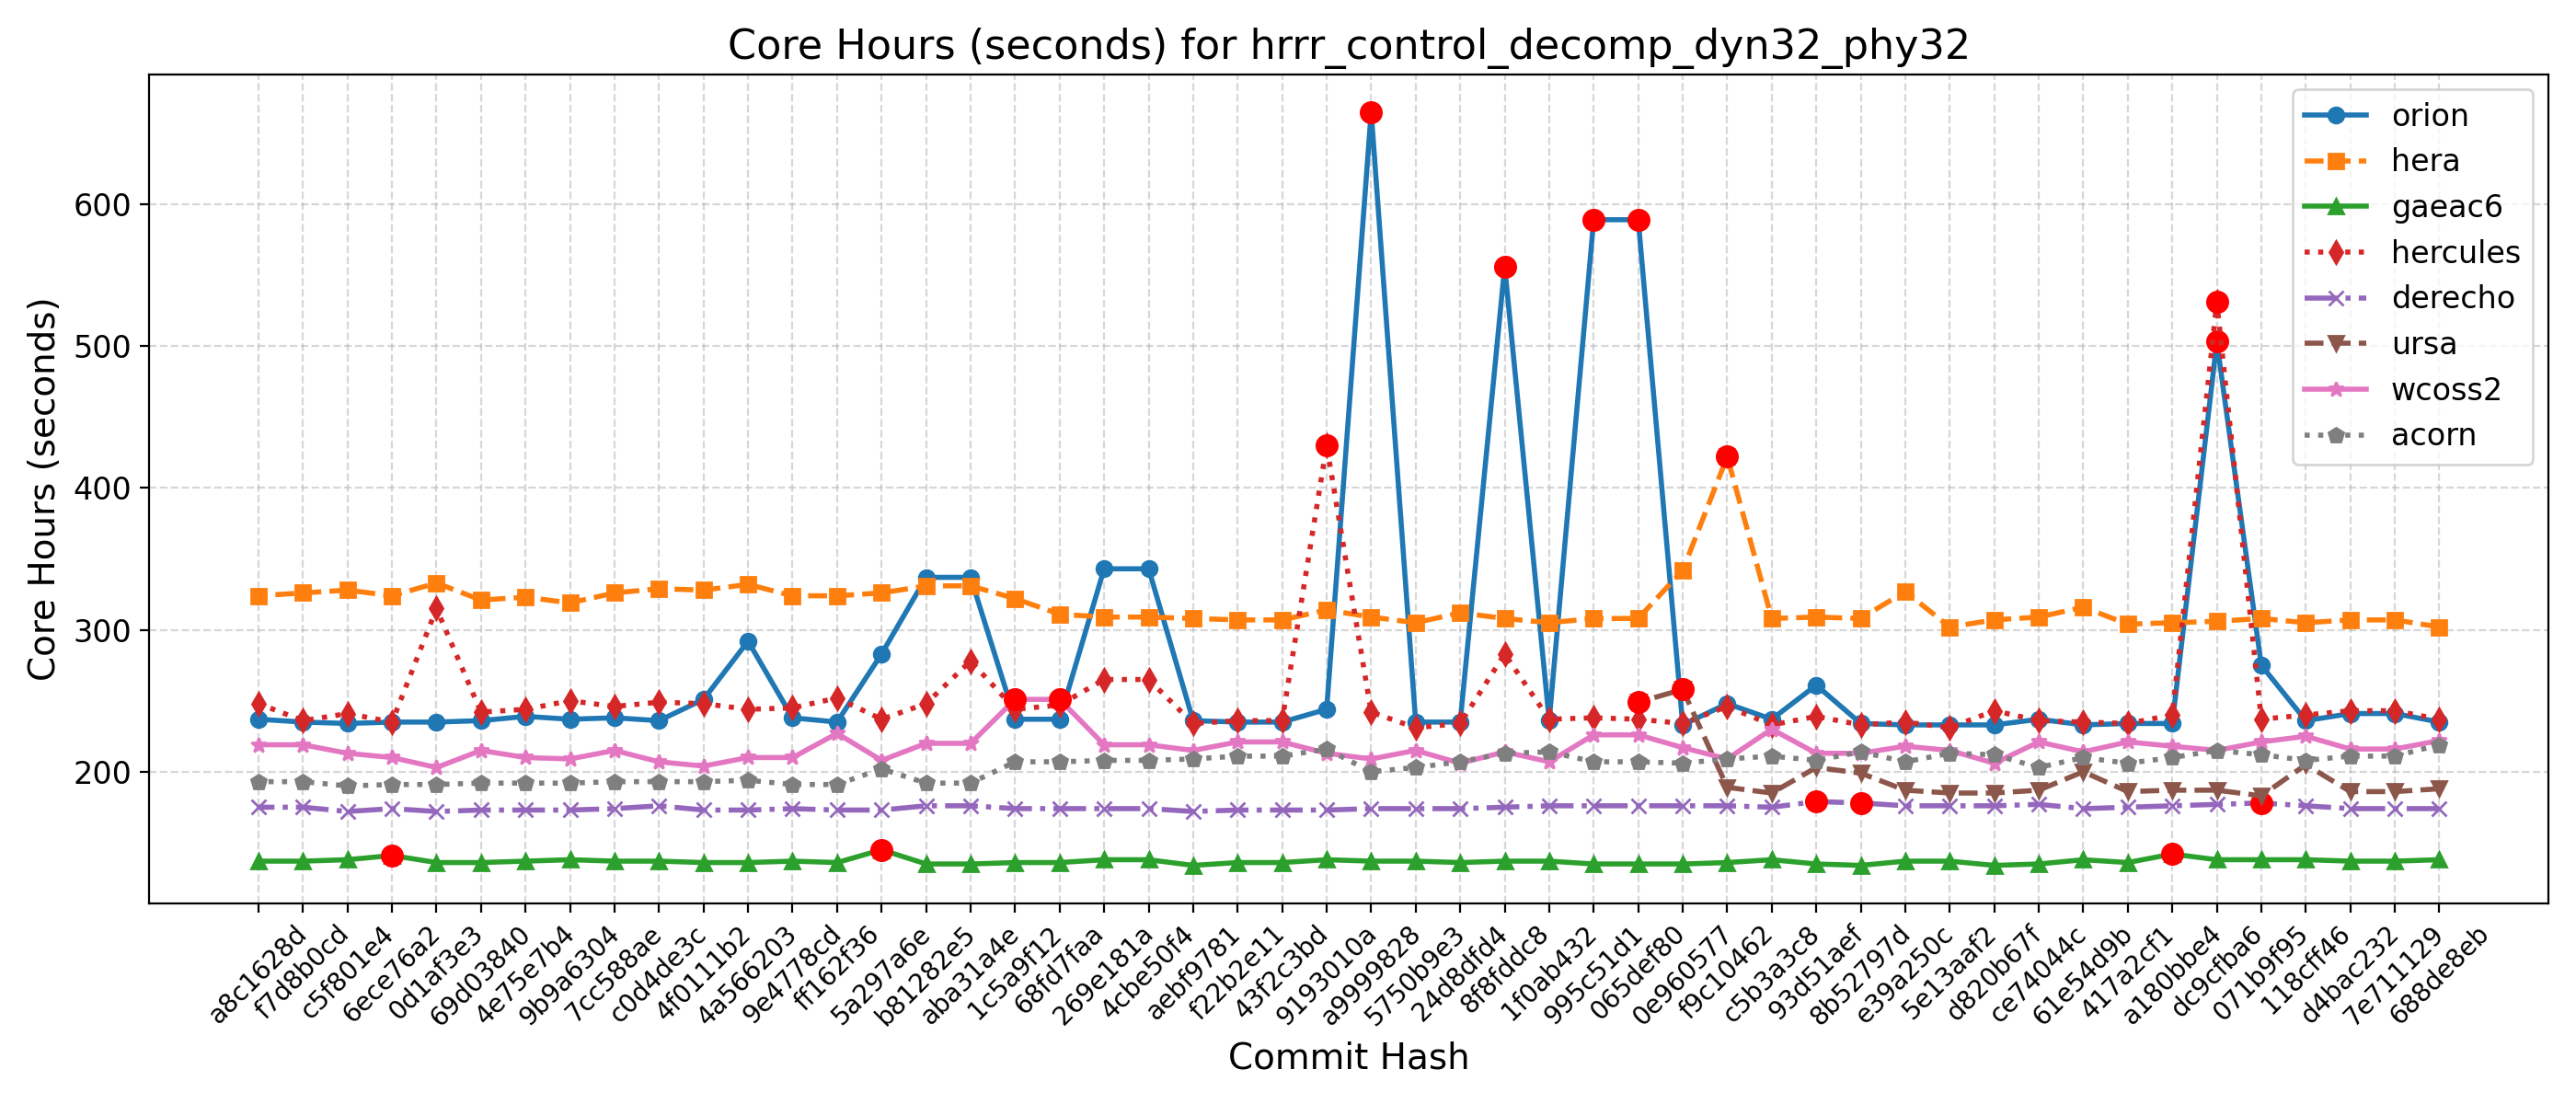 Core Hours (seconds) for hrrr_control_decomp_dyn32_phy32
Core Hours (seconds)
600
500
400
300
200
orion
hera
gaeac6
hercules
derecho
ursa
wcoss2
acorn
a8c1628d
f7d8b0cd
c5f801e4
6ece76a2
0d1af3e3
69d03840
4e75e7b4
9b9a6304
7cc588ae
c0d4de3c
4f0111b2
4a566203
9e4778cd
ff162f36
5a297a6e
b81282e5
aba31a4e
1c5a9f12
68fd7faa
269e181a
4cbe50f4
aebf9781
f22b2e11
43f2c3bd
9193010a
a9999828
5750b9e3
24d8dfd4
8f8fddc8
1f0ab432
995c51d1
065def80
0e960577
f9c10462
c5b3a3c8
93d51aef
8b52797d
e39a250c
5e13aaf2
d820b67f
ce74044c
61e54d9b
417a2cf1
a180bbe4
dc9cfba6
071b9f95
118cff46
d4bac232
7e711129
688de8eb
Commit Hash